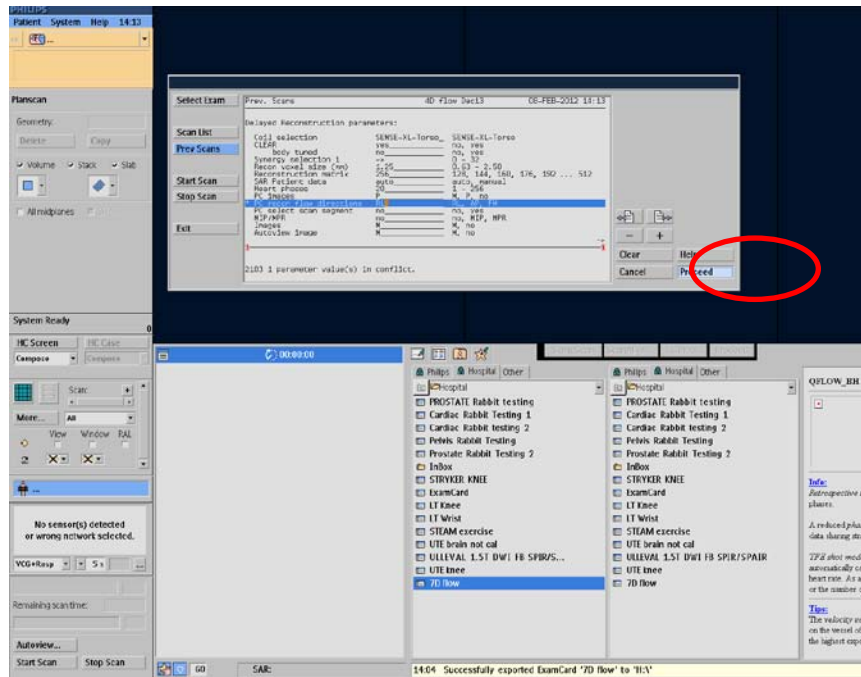 PHILIPS
Patient System Help 14:13
...
Planscan
Geometry:
Delete Copy
Volume Stack Slab
All midplanes
System Ready
0
HC Screen HC Case
Compose Compose
Scan:
More... All
View Window RAL
2 X X
...
No sensor(s) detected
or wrong network selected.
VCG+Resp 5 s ...
Remaining scan time:
Autoview...
Start Scan Stop Scan
Select Exam
Scan List
Prev Scans
Start Scan
Stop Scan
Exit
Prev. Scans 4D flow Dec13 08-FEB-2012 14:13
Delayed Reconstruction parameters:
Coil selection SENSE-XL-Torso_ SENSE-XL-Torso
CLEAR yes no, yes
body tuned no no, yes
Synergy selection 1 -> 0 - 32
Recon voxel size (mm) 1.25 0.63 - 2.50
Reconstruction matrix 256 128, 144, 160, 176, 192 ... 512
SAR Patient data auto auto, manual
Heart phases 20 1 - 256
PC images P M, P, no
PC recon flow directions RL RL, AP, FH
PC select scan segment no no, yes
MIP/MPR no no, MIP, MPR
Images M M, no
Autoview image M M, no
2103 1 parameter value(s) in conflict.
- +
Clear Help
Cancel Proceed
00:00:00
Philips Hospital Other
Hospital
PROSTATE Rabbit testing
Cardiac Rabbit Testing 1
Cardiac Rabbit testing 2
Pelvis Rabbit Testing
Prostate Rabbit Testing 2
InBox
STRYKER KNEE
ExamCard
LT Knee
LT Wrist
STEAM exercise
UTE brain not cal
ULLEVAL 1.5T DWI FB SPIR/S...
UTE knee
7D flow
Philips Hospital Other
Hospital
PROSTATE Rabbit testing
Cardiac Rabbit Testing 1
Cardiac Rabbit testing 2
Pelvis Rabbit Testing
Prostate Rabbit Testing 2
InBox
STRYKER KNEE
ExamCard
LT Knee
LT Wrist
STEAM exercise
UTE brain not cal
ULLEVAL 1.5T DWI FB SPIR/SPAIR
UTE knee
7D flow
QFLOW_BH
Info:
Retrospective
phases.
A reduced pha
data sharing str
TFE shot mod
automatically c
heart rate. As a
or the number
Tips:
The velocity
on the vessel of
the highest expe
GO SAR:
14:04 Successfully exported ExamCard '7D flow' to 'H:\'